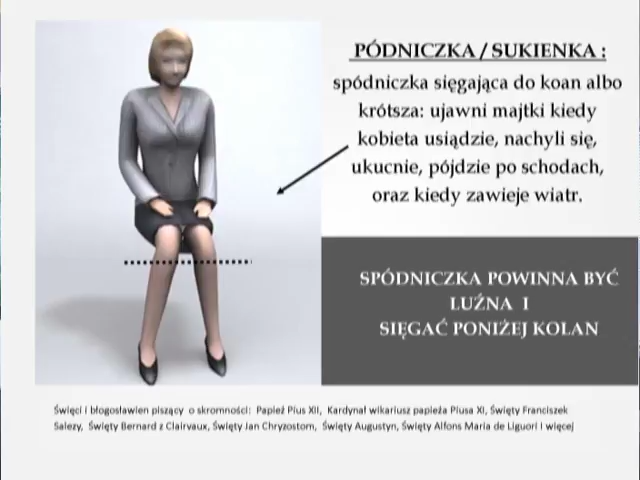 PÓDNICZKA / SUKIENKA :
spódniczka sięgająca do koan albo
krótsza: ujawni majtki kiedy
kobieta usiądzie, nachyli się,
ukucnie, pójdzie po schodach,
oraz kiedy zawieje wiatr.
SPÓDNICZKA POWINNA BYĆ
LUŹNA I
SIĘGAĆ PONIŻEJ KOLAN
Święci i błogosławien piszący o skromności: Papież Pius XII, Kardynał wikariusz papieża Piusa XI, Święty Franciszek
Salezy, Święty Bernard z Clairvaux, Święty Jan Chryzostom, Święty Augustyn, Święty Alfons Maria de Liguori i więcej